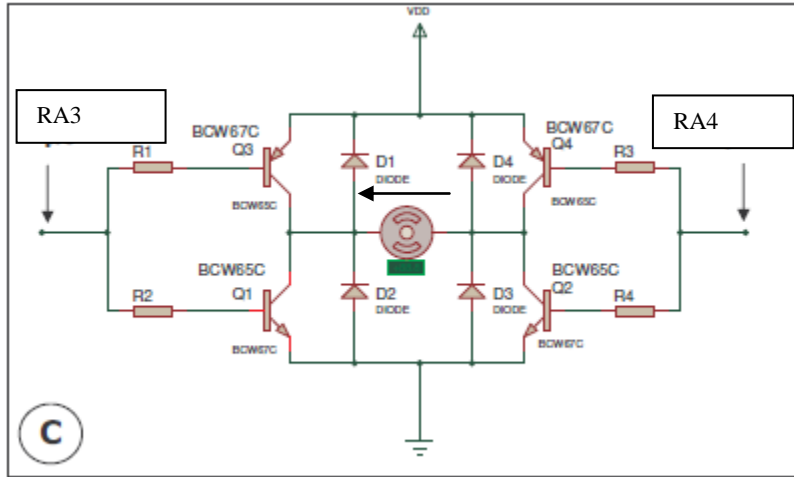 VDD
RA3
RA4
BCW67C
Q3
BCW65C
R1
D1
DIODE
D4
DIODE
BCW67C
Q4
BCW65C
R3
BCW65C
Q1
BCW67C
R2
D2
DIODE
D3
DIODE
BCW65C
Q2
BCW67C
R4
C